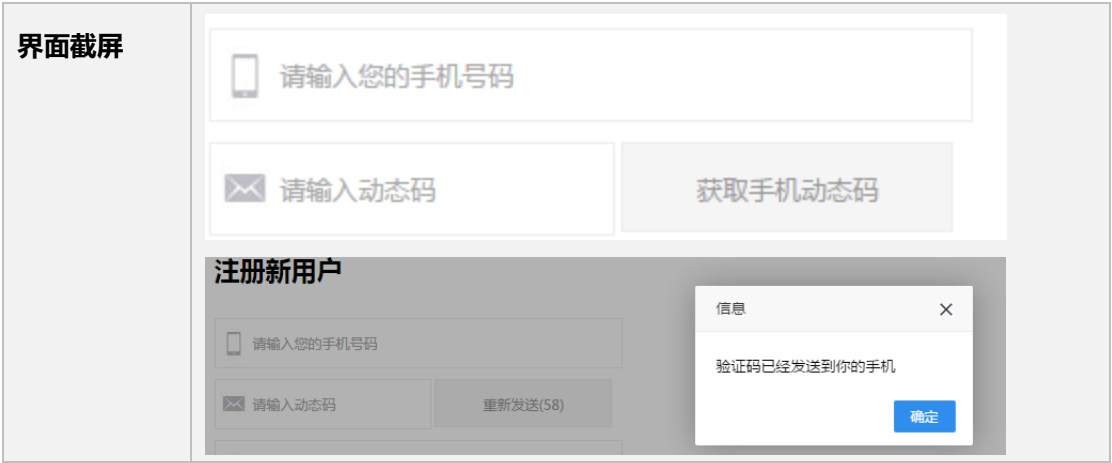 界面截屏
请输入您的手机号码
请输入动态码
获取手机动态码
注册新用户
请输入您的手机号码
请输入动态码
重新发送(58)
信息
验证码已经发送到你的手机
确定